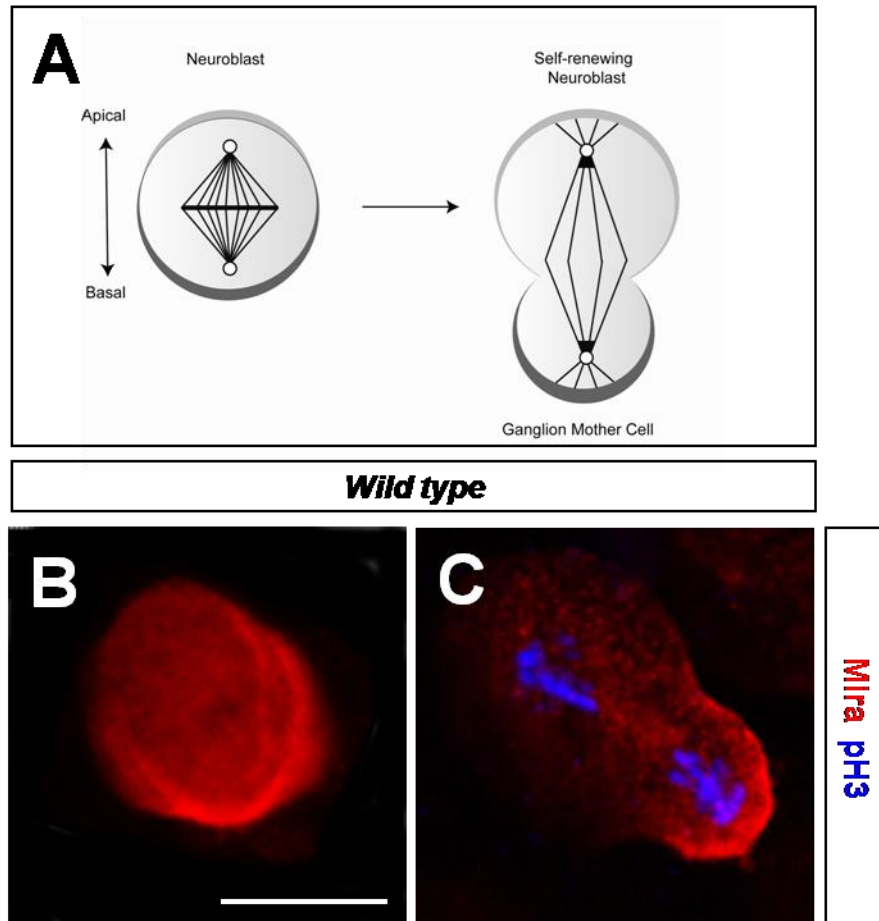 A
Neuroblast
Self-renewing
Neuroblast
Apical
Basal
Ganglion Mother Cell
Wild type
B
C
MIra pH3